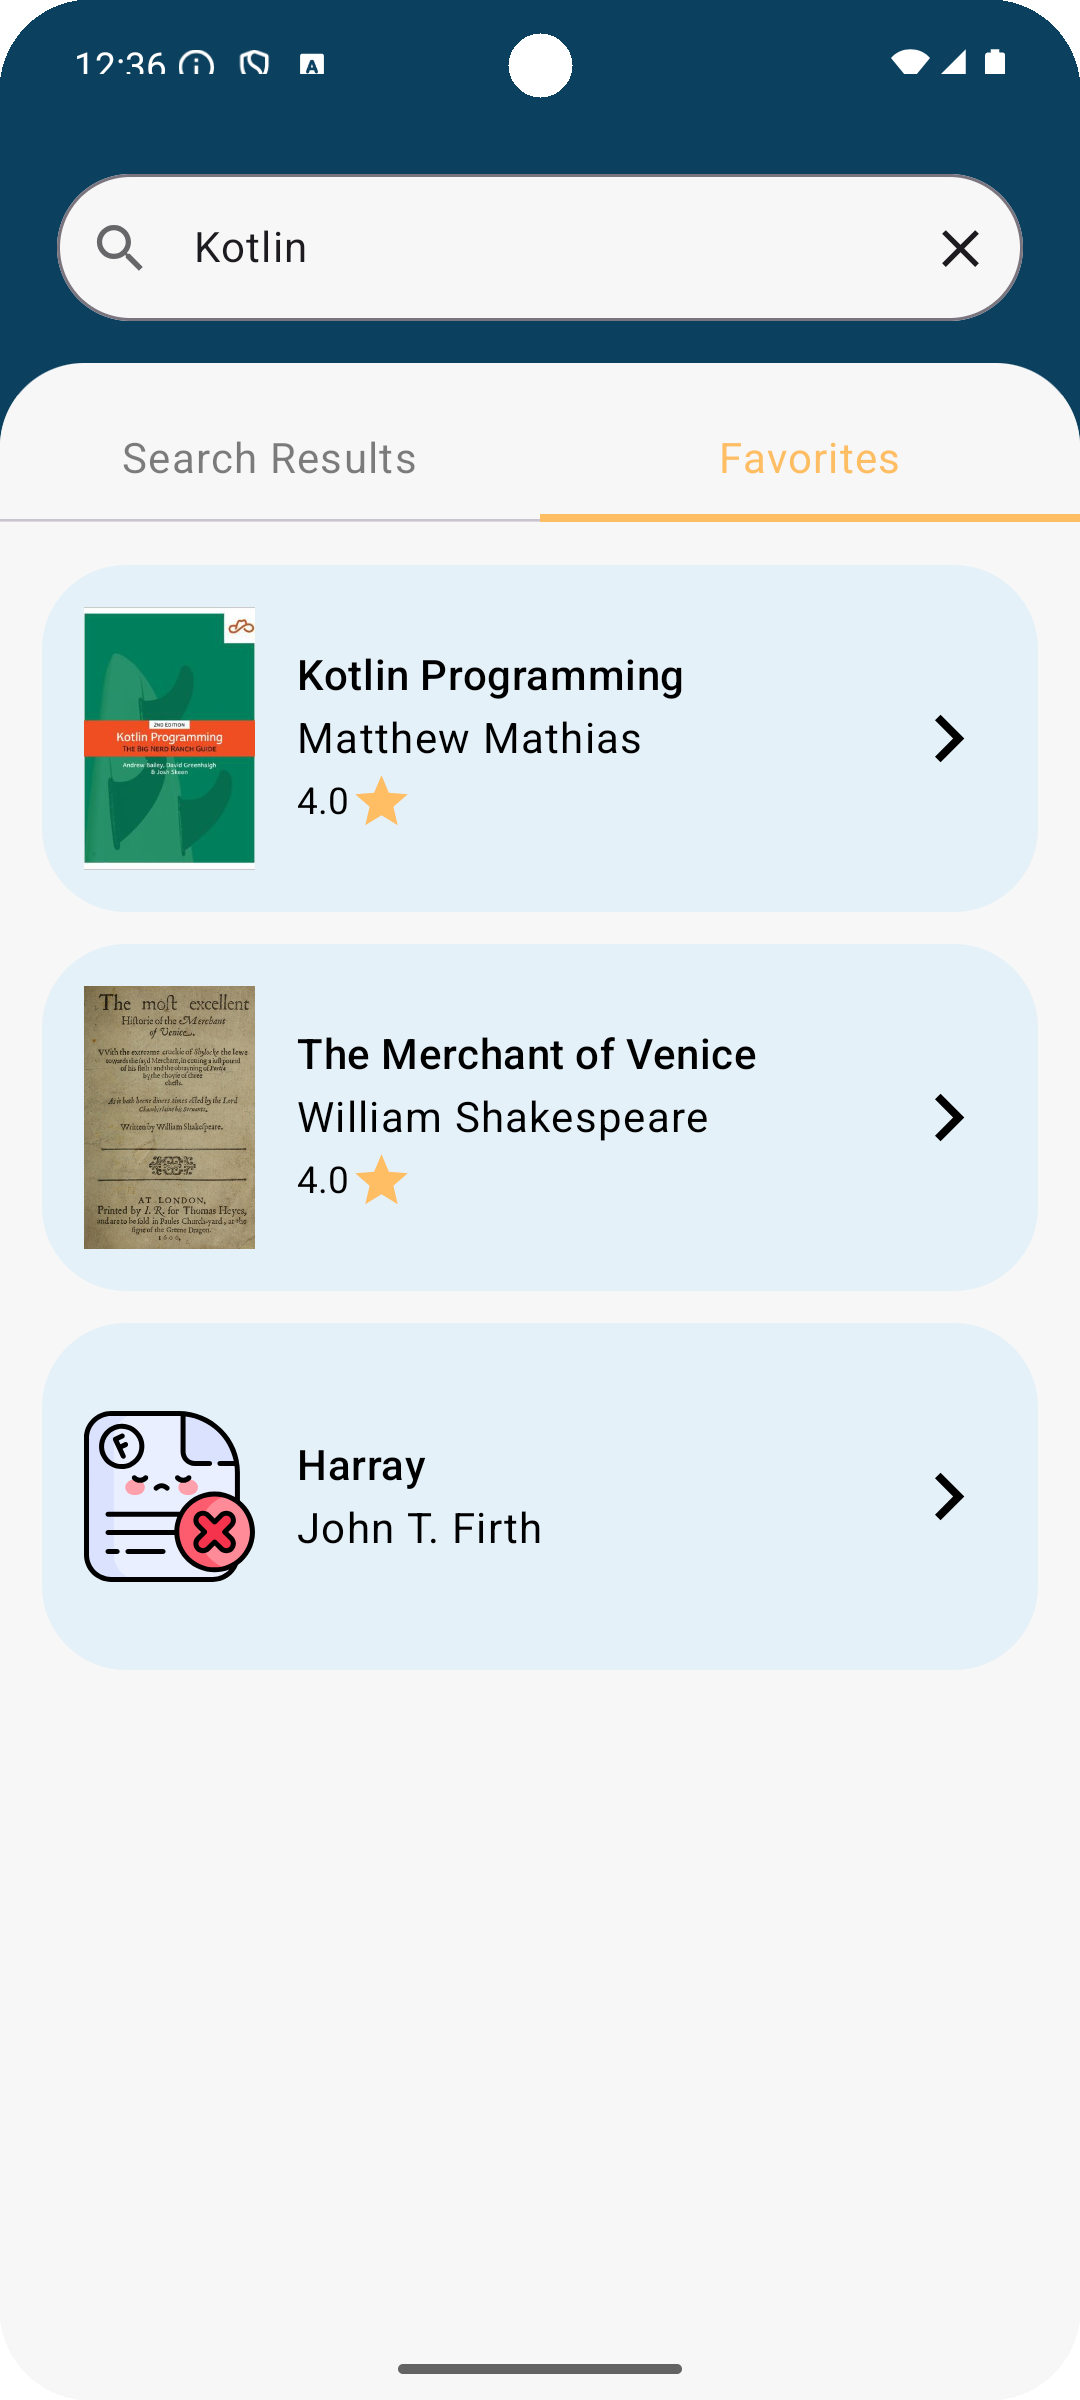 12:36
Kotlin
Search Results
Favorites
2ND EDITION
Kotlin Programming
THE BIG NERD RANCH GUIDE
Andrew Bailey, David Greenhalgh
& Josh Skeen
Kotlin Programming
Matthew Mathias
4.0
The moſt excellent
Hiſtorie of the Merchant
of Venice.
Written by William Shakeſpeare.
AT LONDON,
Printed by I. R. for Thomas Heyes,
1600.
The Merchant of Venice
William Shakespeare
4.0
F
Harray
John T. Firth